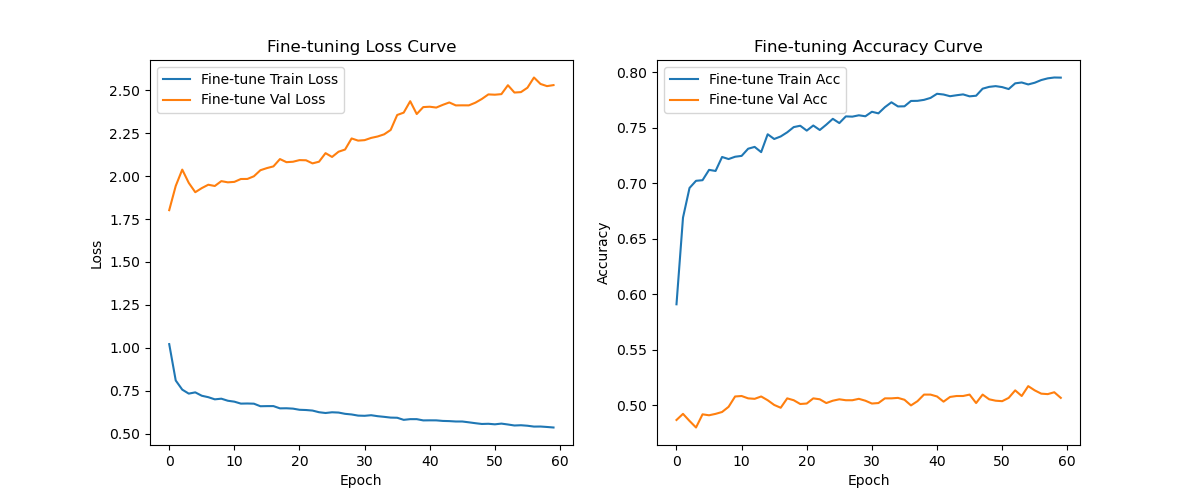 Fine-tuning Loss Curve
Fine-tune Train Loss
Fine-tune Val Loss
2.50
2.25
2.00
1.75
1.50
1.25
1.00
0.75
0.50
Loss
0 10 20 30 40 50 60
Epoch
Fine-tuning Accuracy Curve
Fine-tune Train Acc
Fine-tune Val Acc
0.80
0.75
0.70
0.65
0.60
0.55
0.50
Accuracy
0 10 20 30 40 50 60
Epoch